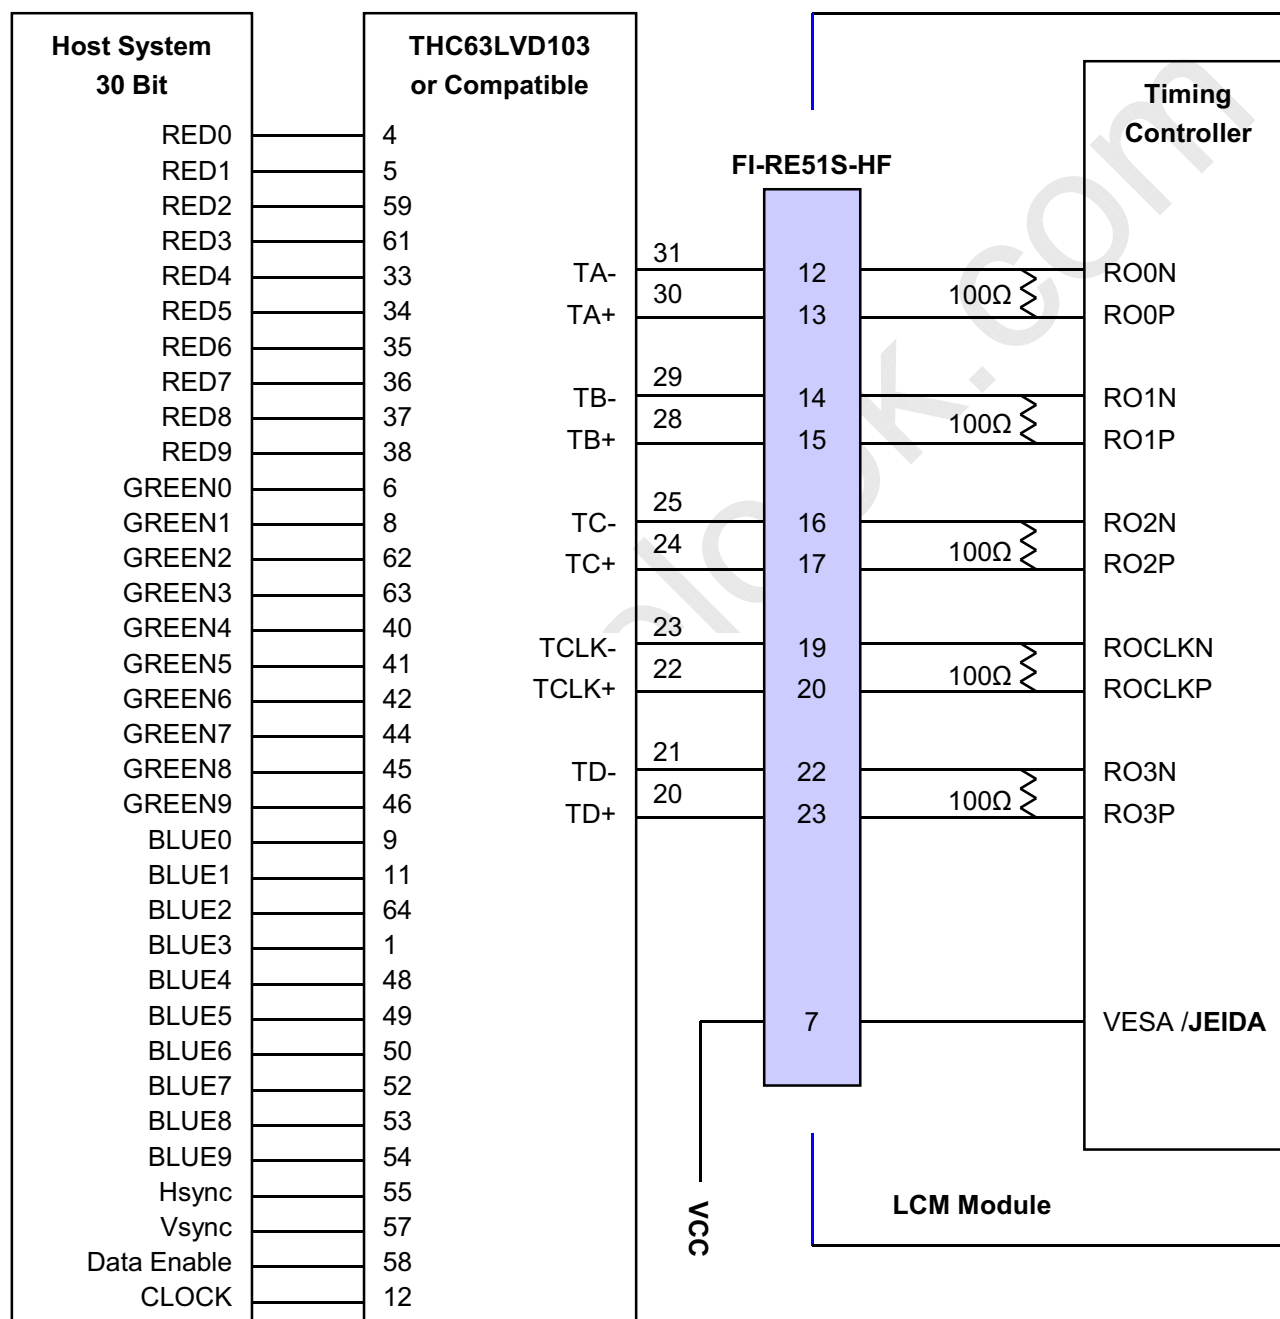 Host System
30 Bit
RED0 4
RED1 5
RED2 59
RED3 61
RED4 33
RED5 34
RED6 35
RED7 36
RED8 37
RED9 38
GREEN0 6
GREEN1 8
GREEN2 62
GREEN3 63
GREEN4 40
GREEN5 41
GREEN6 42
GREEN7 44
GREEN8 45
GREEN9 46
BLUE0 9
BLUE1 11
BLUE2 64
BLUE3 1
BLUE4 48
BLUE5 49
BLUE6 50
BLUE7 52
BLUE8 53
BLUE9 54
Hsync 55
Vsync 57
Data Enable 58
CLOCK 12
THC63LVD103
or Compatible
TA- 31
TA+ 30
TB- 29
TB+ 28
TC- 25
TC+ 24
TCLK- 23
TCLK+ 22
TD- 21
TD+ 20
FI-RE51S-HF
12
13
14
15
16
17
19
20
22
23
7
VCC
100Ω
100Ω
100Ω
100Ω
100Ω
Timing
Controller
RO0N
RO0P
RO1N
RO1P
RO2N
RO2P
ROCLKN
ROCLKP
RO3N
RO3P
VESA /JEIDA
LCM Module